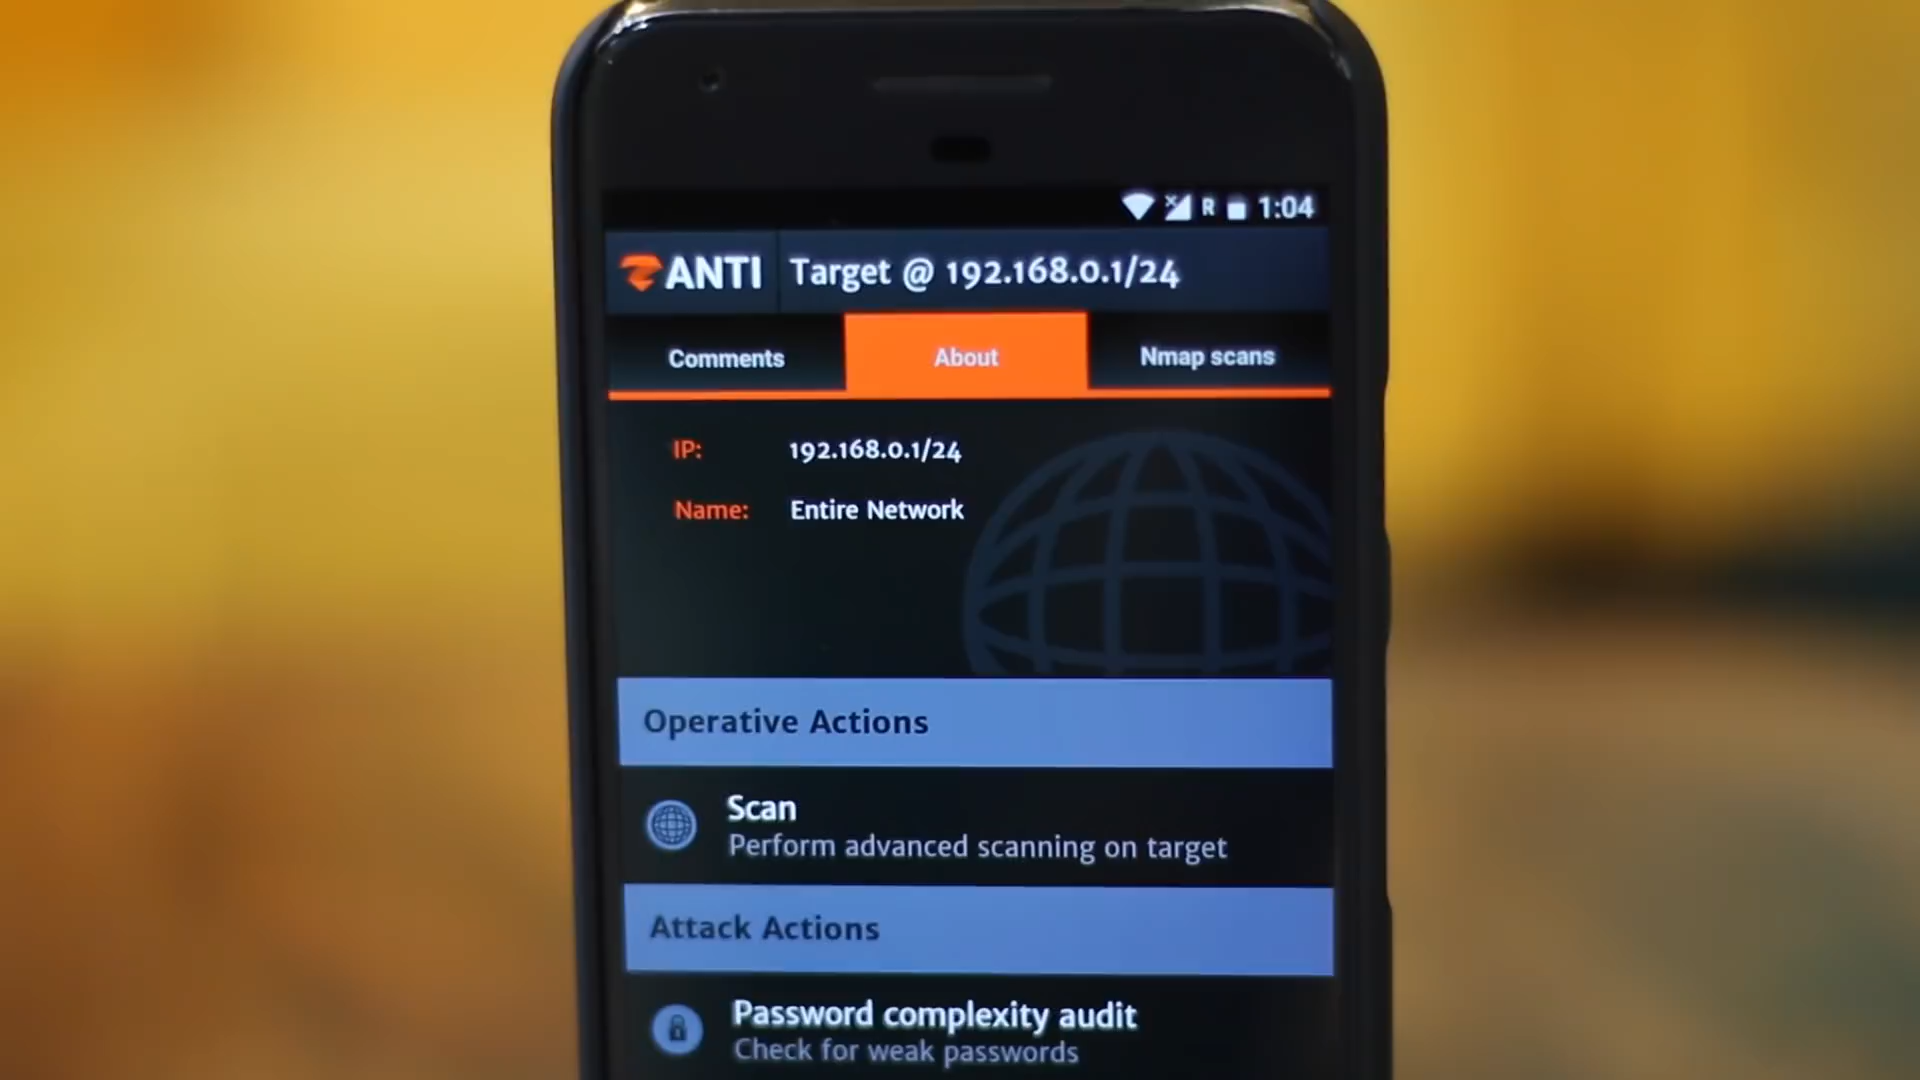 R 1:04
zANTI Target @ 192.168.0.1/24
Comments About Nmap scans
IP: 192.168.0.1/24
Name: Entire Network
Operative Actions
Scan
Perform advanced scanning on target
Attack Actions
Password complexity audit
Check for weak passwords